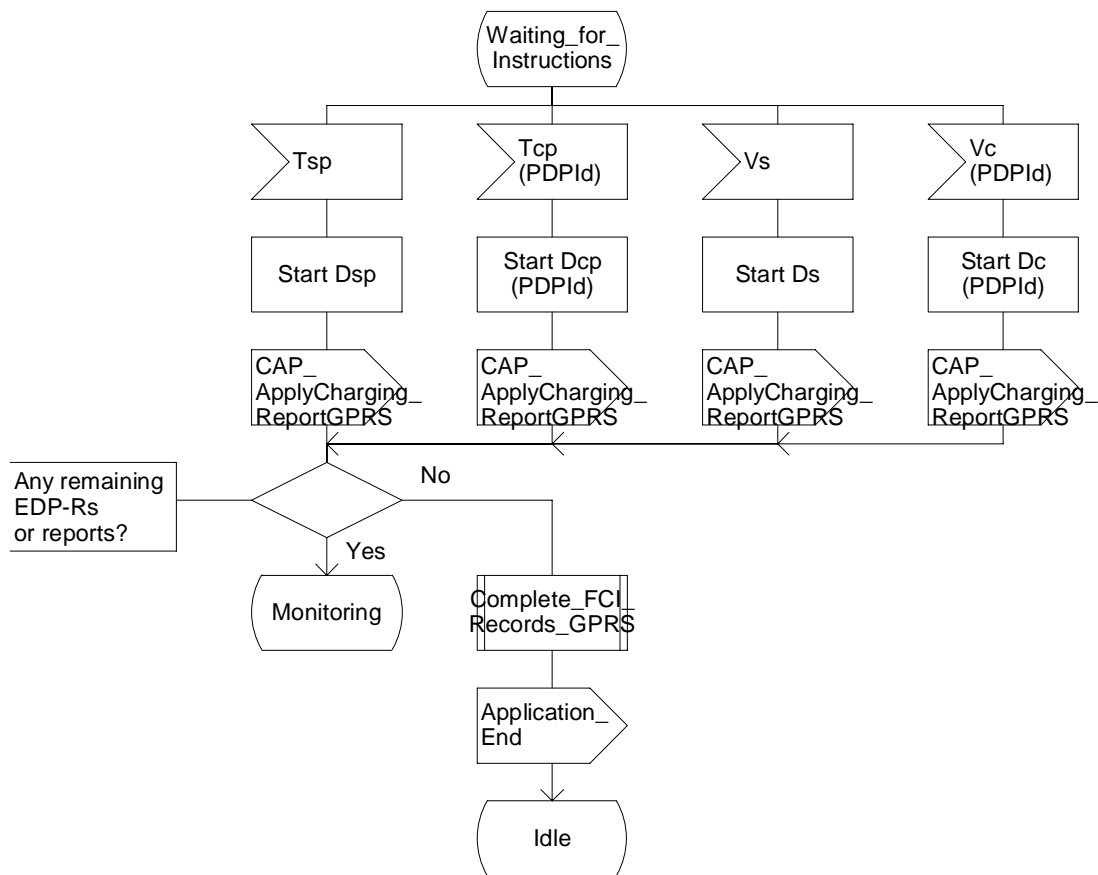 Waiting_for_
Instructions
Tsp
Tcp
(PDPId)
Vs
Vc
(PDPId)
Start Dsp
Start Dcp
(PDPId)
Start Ds
Start Dc
(PDPId)
CAP_
ApplyCharging_
ReportGPRS
CAP_
ApplyCharging_
ReportGPRS
CAP_
ApplyCharging_
ReportGPRS
CAP_
ApplyCharging_
ReportGPRS
Any remaining
EDP-Rs
or reports?
No
Yes
Monitoring
Complete_FCI_
Records_GPRS
Application_
End
Idle